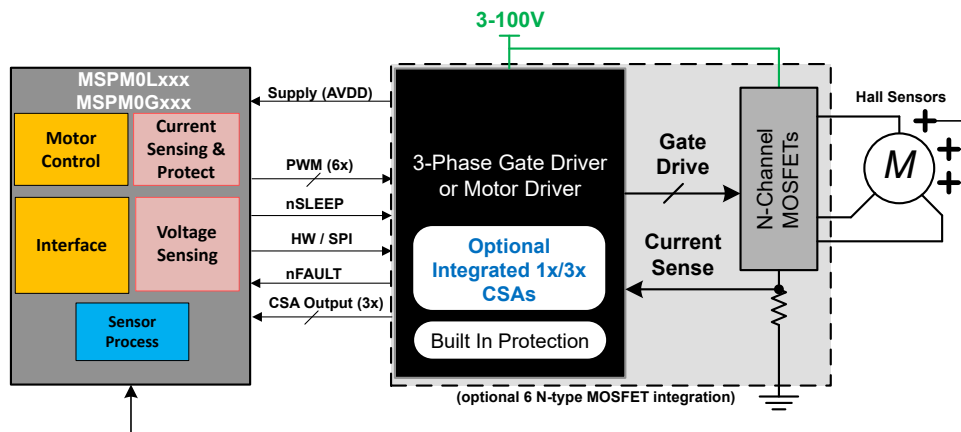 3-100V
MSPM0Lxxx
MSPM0Gxxx
Motor
Control
Current
Sensing &
Protect
Interface
Voltage
Sensing
Sensor
Process
Supply (AVDD)
PWM (6x)
nSLEEP
HW / SPI
nFAULT
CSA Output (3x)
3-Phase Gate Driver
or Motor Driver
Optional
Integrated 1x/3x
CSAs
Built In Protection
(optional 6 N-type MOSFET integration)
Gate
Drive
Current
Sense
N-Channel
MOSFETs
Hall Sensors
M